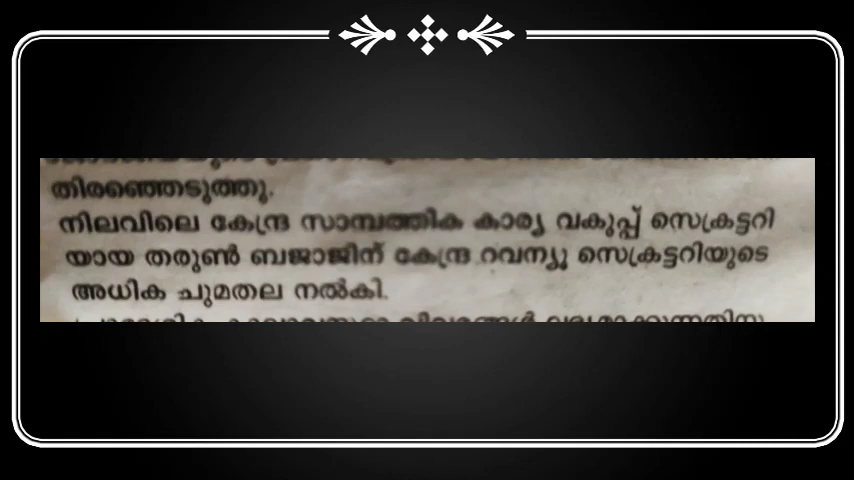 തിരഞ്ഞെടുത്തു.
നിലവിലെ കേന്ദ്ര സാമ്പത്തിക കാര്യ വകുപ്പ് സെക്രട്ടറി
യായ തരുൺ ബജാജിന് കേന്ദ്ര റവന്യൂ സെക്രട്ടറിയുടെ
അധിക ചുമതല നൽകി.